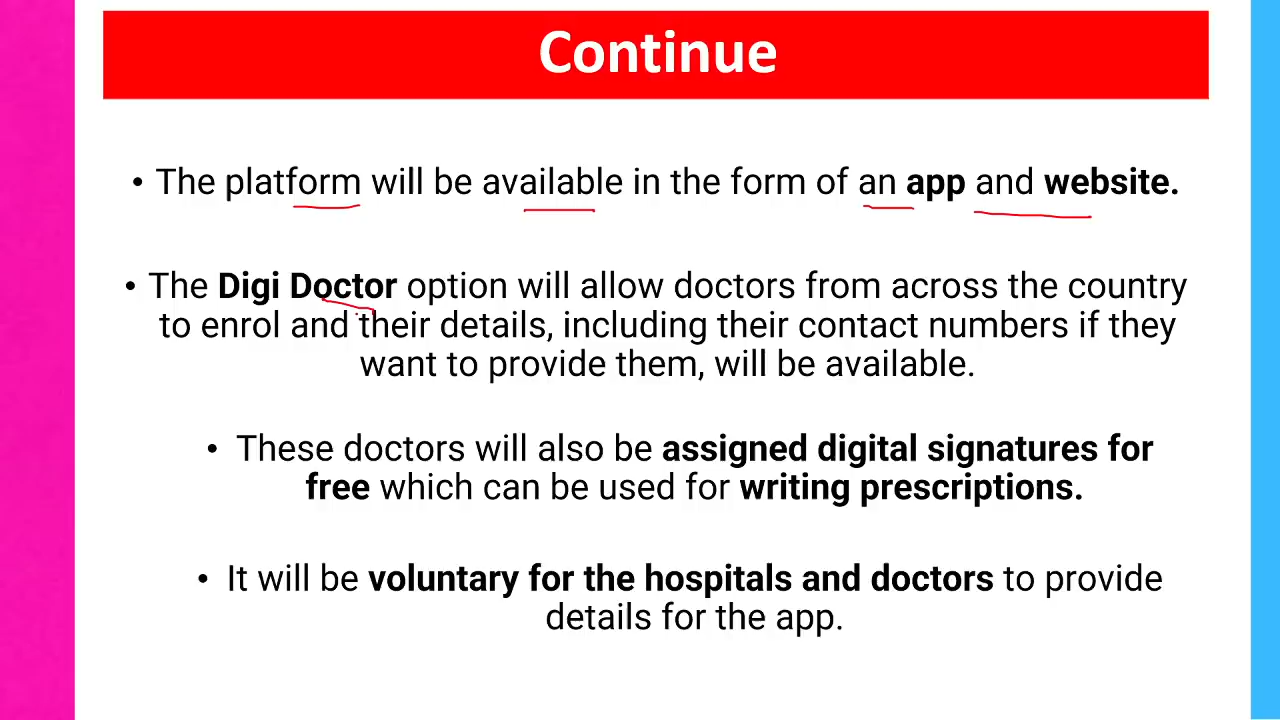 Continue
• The platform will be available in the form of an app and website.
• The Digi Doctor option will allow doctors from across the country
to enrol and their details, including their contact numbers if they
want to provide them, will be available.
• These doctors will also be assigned digital signatures for
free which can be used for writing prescriptions.
• It will be voluntary for the hospitals and doctors to provide
details for the app.